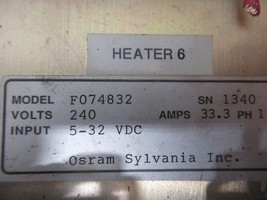 HEATER 6
MODEL F074832 SN 1340
VOLTS 240 AMPS 33.3 PH 1
INPUT 5-32 VDC
Osram Sylvania Inc.